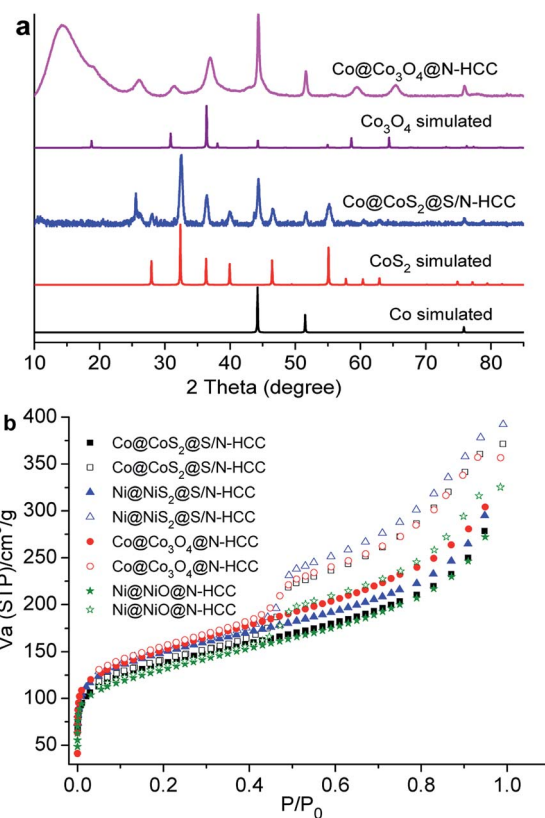 a
Co@Co₃O₄@N-HCC
Co₃O₄ simulated
Co@CoS₂@S/N-HCC
CoS₂ simulated
Co simulated
10 20 30 40 50 60 70 80
2 Theta (degree)
b
400
350
300
250
200
150
100
50
Va (STP)/cm³/g
Co@CoS₂@S/N-HCC
Co@CoS₂@S/N-HCC
Ni@NiS₂@S/N-HCC
Ni@NiS₂@S/N-HCC
Co@Co₃O₄@N-HCC
Co@Co₃O₄@N-HCC
Ni@NiO@N-HCC
Ni@NiO@N-HCC
0.0 0.2 0.4 0.6 0.8 1.0
P/P₀